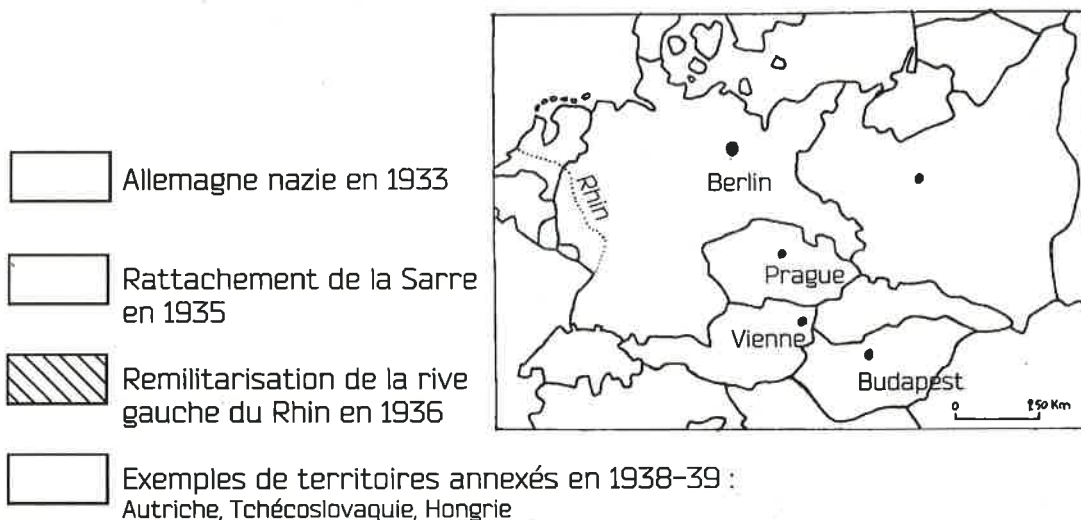 Allemagne nazie en 1933
Rattachement de la Sarre
en 1935
Remilitarisation de la rive
gauche du Rhin en 1936
Exemples de territoires annexés en 1938-39 :
Autriche, Tchécoslovaquie, Hongrie
Berlin
Rhin
Prague
Vienne
Budapest
0 250 Km